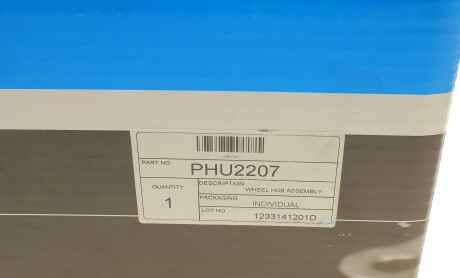 PART NO PHU2207
QUANTITY DESCRIPTION
WHEEL HUB ASSEMBLY
1 PACKAGING INDIVIDUAL
LOT NO. 1233141201D